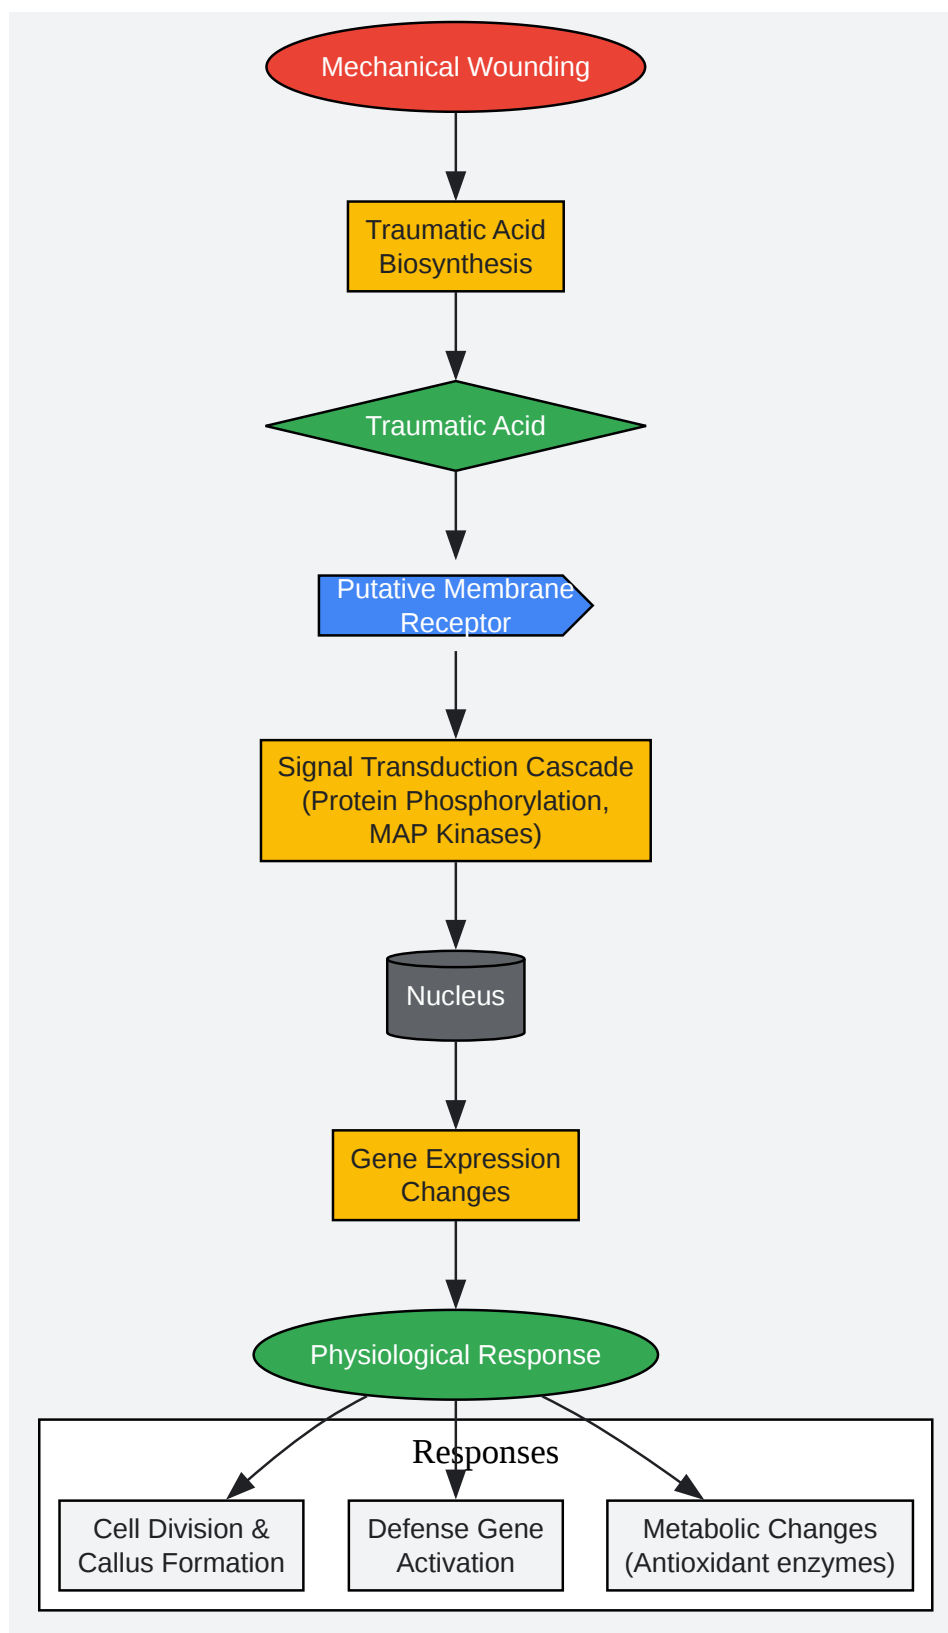 Mechanical Wounding
Traumatic Acid
Biosynthesis
Traumatic Acid
Putative Membrane
Receptor
Signal Transduction Cascade
(Protein Phosphorylation,
MAP Kinases)
Nucleus
Gene Expression
Changes
Physiological Response
Responses
Cell Division &
Callus Formation
Defense Gene
Activation
Metabolic Changes
(Antioxidant enzymes)